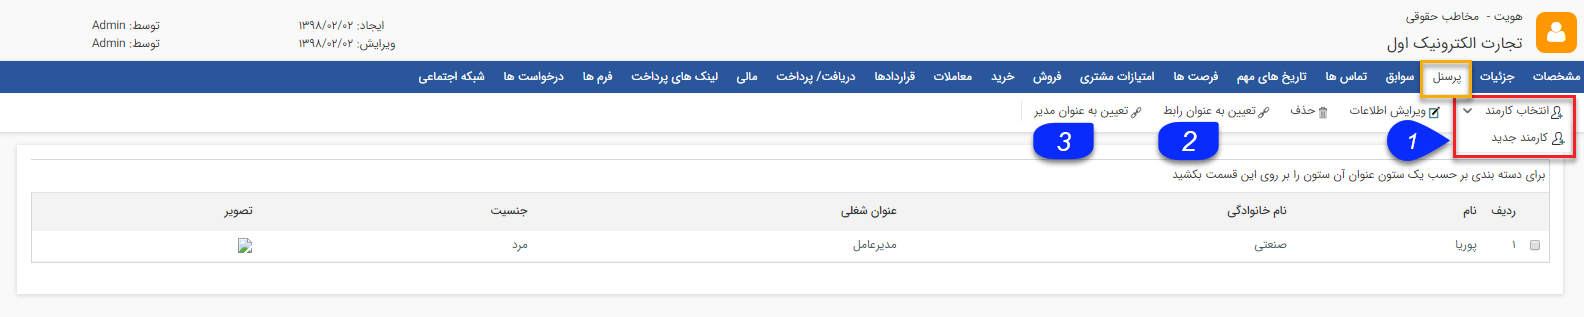 هویت - مخاطب حقوقی
تجارت الکترونیک اول
ایجاد: ۱۳۹۸/۰۲/۰۲ توسط: Admin
ویرایش: ۱۳۹۸/۰۲/۰۲ توسط: Admin
مشخصات جزئیات پرسنل سوابق تماس ها تاریخ های مهم فرصت ها امتیازات مشتری فروش خرید معاملات قراردادها دریافت/ پرداخت مالی لینک های پرداخت فرم ها درخواست ها شبکه اجتماعی
انتخاب کارمند ویرایش اطلاعات حذف تعیین به عنوان رابط تعیین به عنوان مدیر
کارمند جدید 1 2 3
برای دسته بندی بر حسب یک ستون عنوان آن ستون را بر روی این قسمت بکشید
ردیف نام نام خانوادگی عنوان شغلی جنسیت تصویر
۱ پوریا صنعتی مدیرعامل مرد